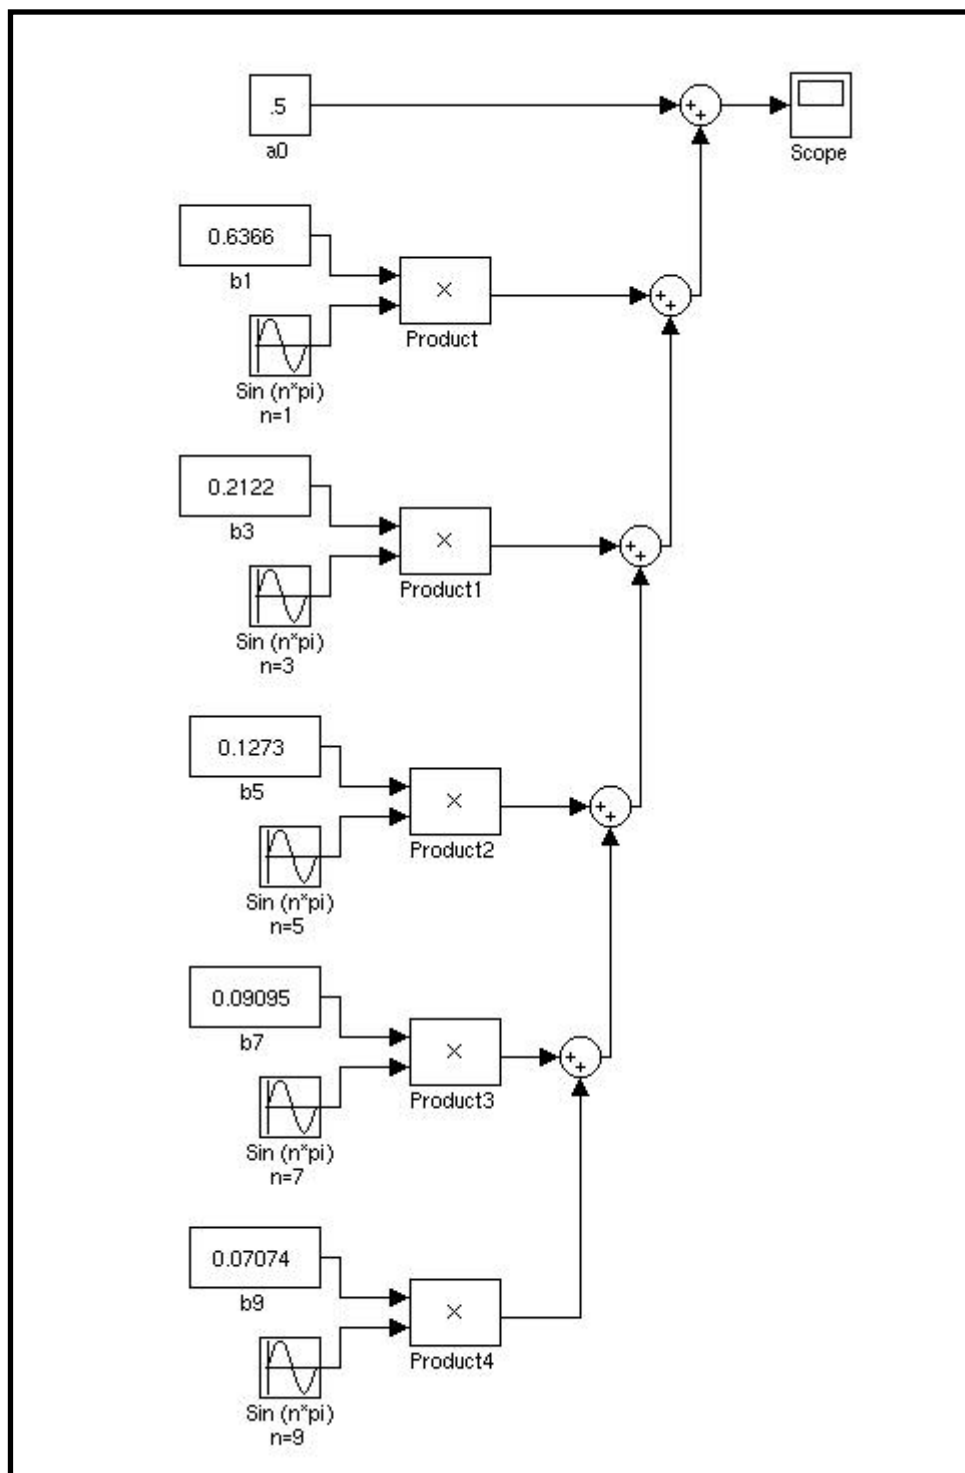 .5
a0
Scope
0.6366
b1
Product
Sin (n*pi)
n=1
0.2122
b3
Product1
Sin (n*pi)
n=3
0.1273
b5
Product2
Sin (n*pi)
n=5
0.09095
b7
Product3
Sin (n*pi)
n=7
0.07074
b9
Product4
Sin (n*pi)
n=9